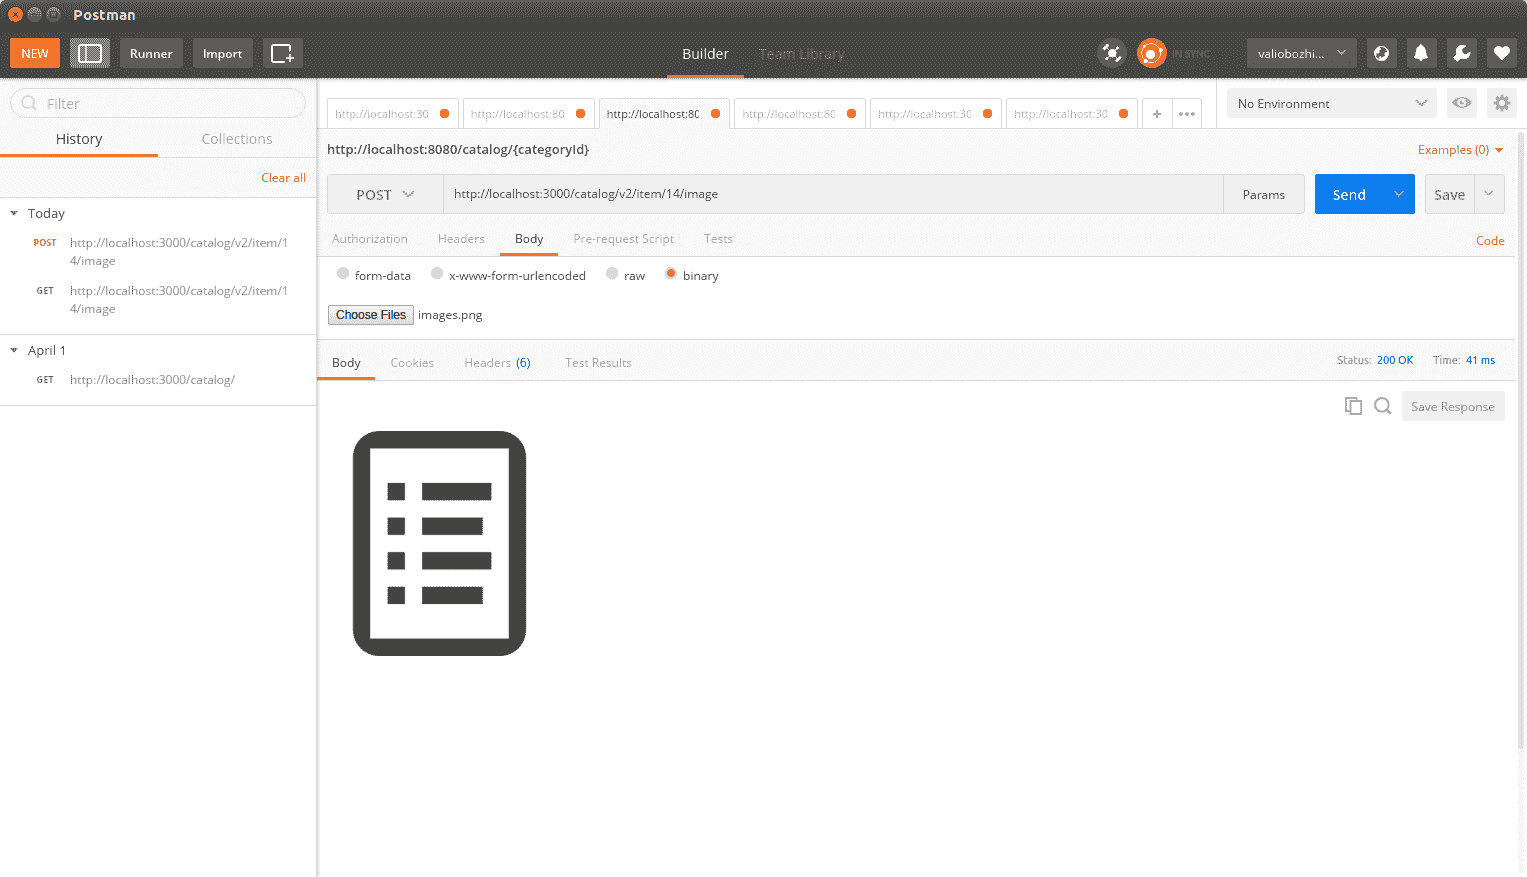 Postman
NEW
Runner
Import
Builder
Team Library
IN SYNC
valiobozhi...
Filter
History
Collections
Clear all
Today
POST http://localhost:3000/catalog/v2/item/1
4/image
GET http://localhost:3000/catalog/v2/item/1
4/image
April 1
GET http://localhost:3000/catalog/
http://localhost:30
http://localhost:80
http://localhost:80
http://localhost:80
http://localhost:30
http://localhost:30
+
•••
No Environment
http://localhost:8080/catalog/{categoryId}
Examples (0)
POST
http://localhost:3000/catalog/v2/item/14/image
Params
Send
Save
Authorization
Headers
Body
Pre-request Script
Tests
Code
form-data
x-www-form-urlencoded
raw
binary
Choose Files images.png
Body
Cookies
Headers (6)
Test Results
Status: 200 OK
Time: 41 ms
Save Response